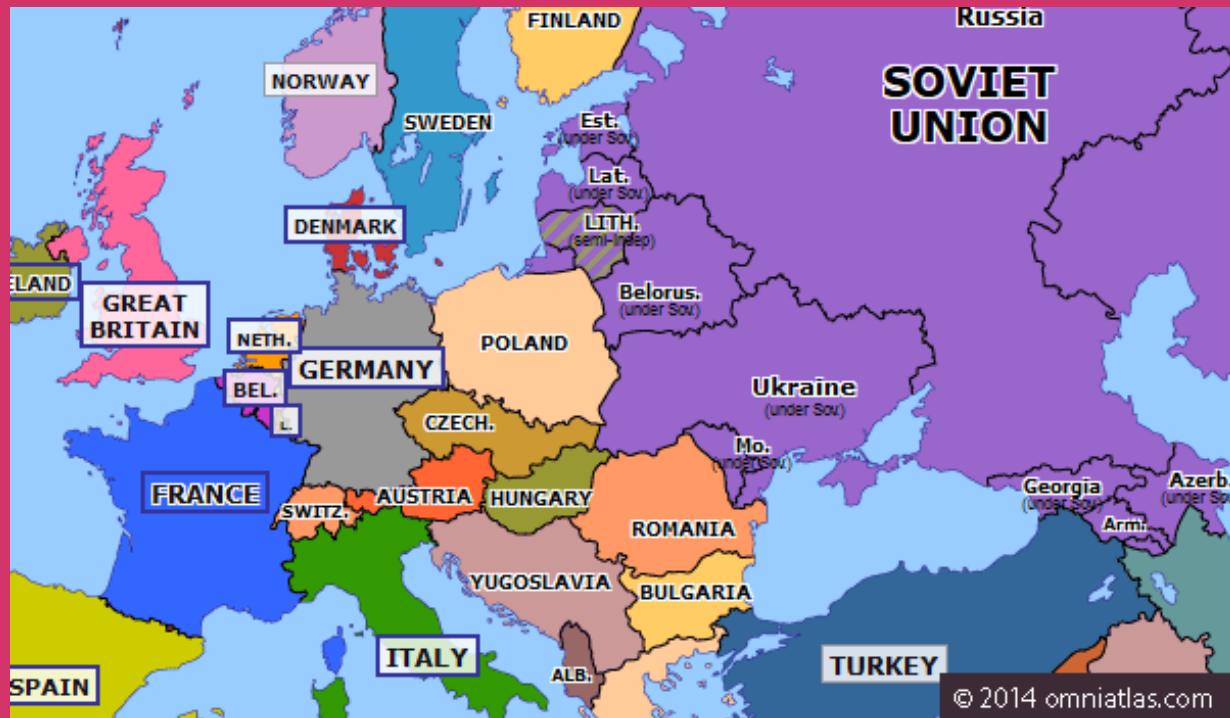 FINLAND
Russia
NORWAY
SOVIET
UNION
SWEDEN
Est.
(under Sov.)
Lat.
(under Sov.)
DENMARK
LITH.
(semi-indep)
ELAND
GREAT
BRITAIN
Belorus.
(under Sov.)
NETH.
POLAND
GERMANY
BEL.
Ukraine
(under Sov.)
L.
CZECH.
Mo.
(under Sov.)
FRANCE
SWITZ.
AUSTRIA
HUNGARY
Georgia
(under Sov.)
Azerb.
(under Sov
Arm.
ROMANIA
YUGOSLAVIA
BULGARIA
ITALY
ALB.
TURKEY
SPAIN
© 2014 omniatlas.com